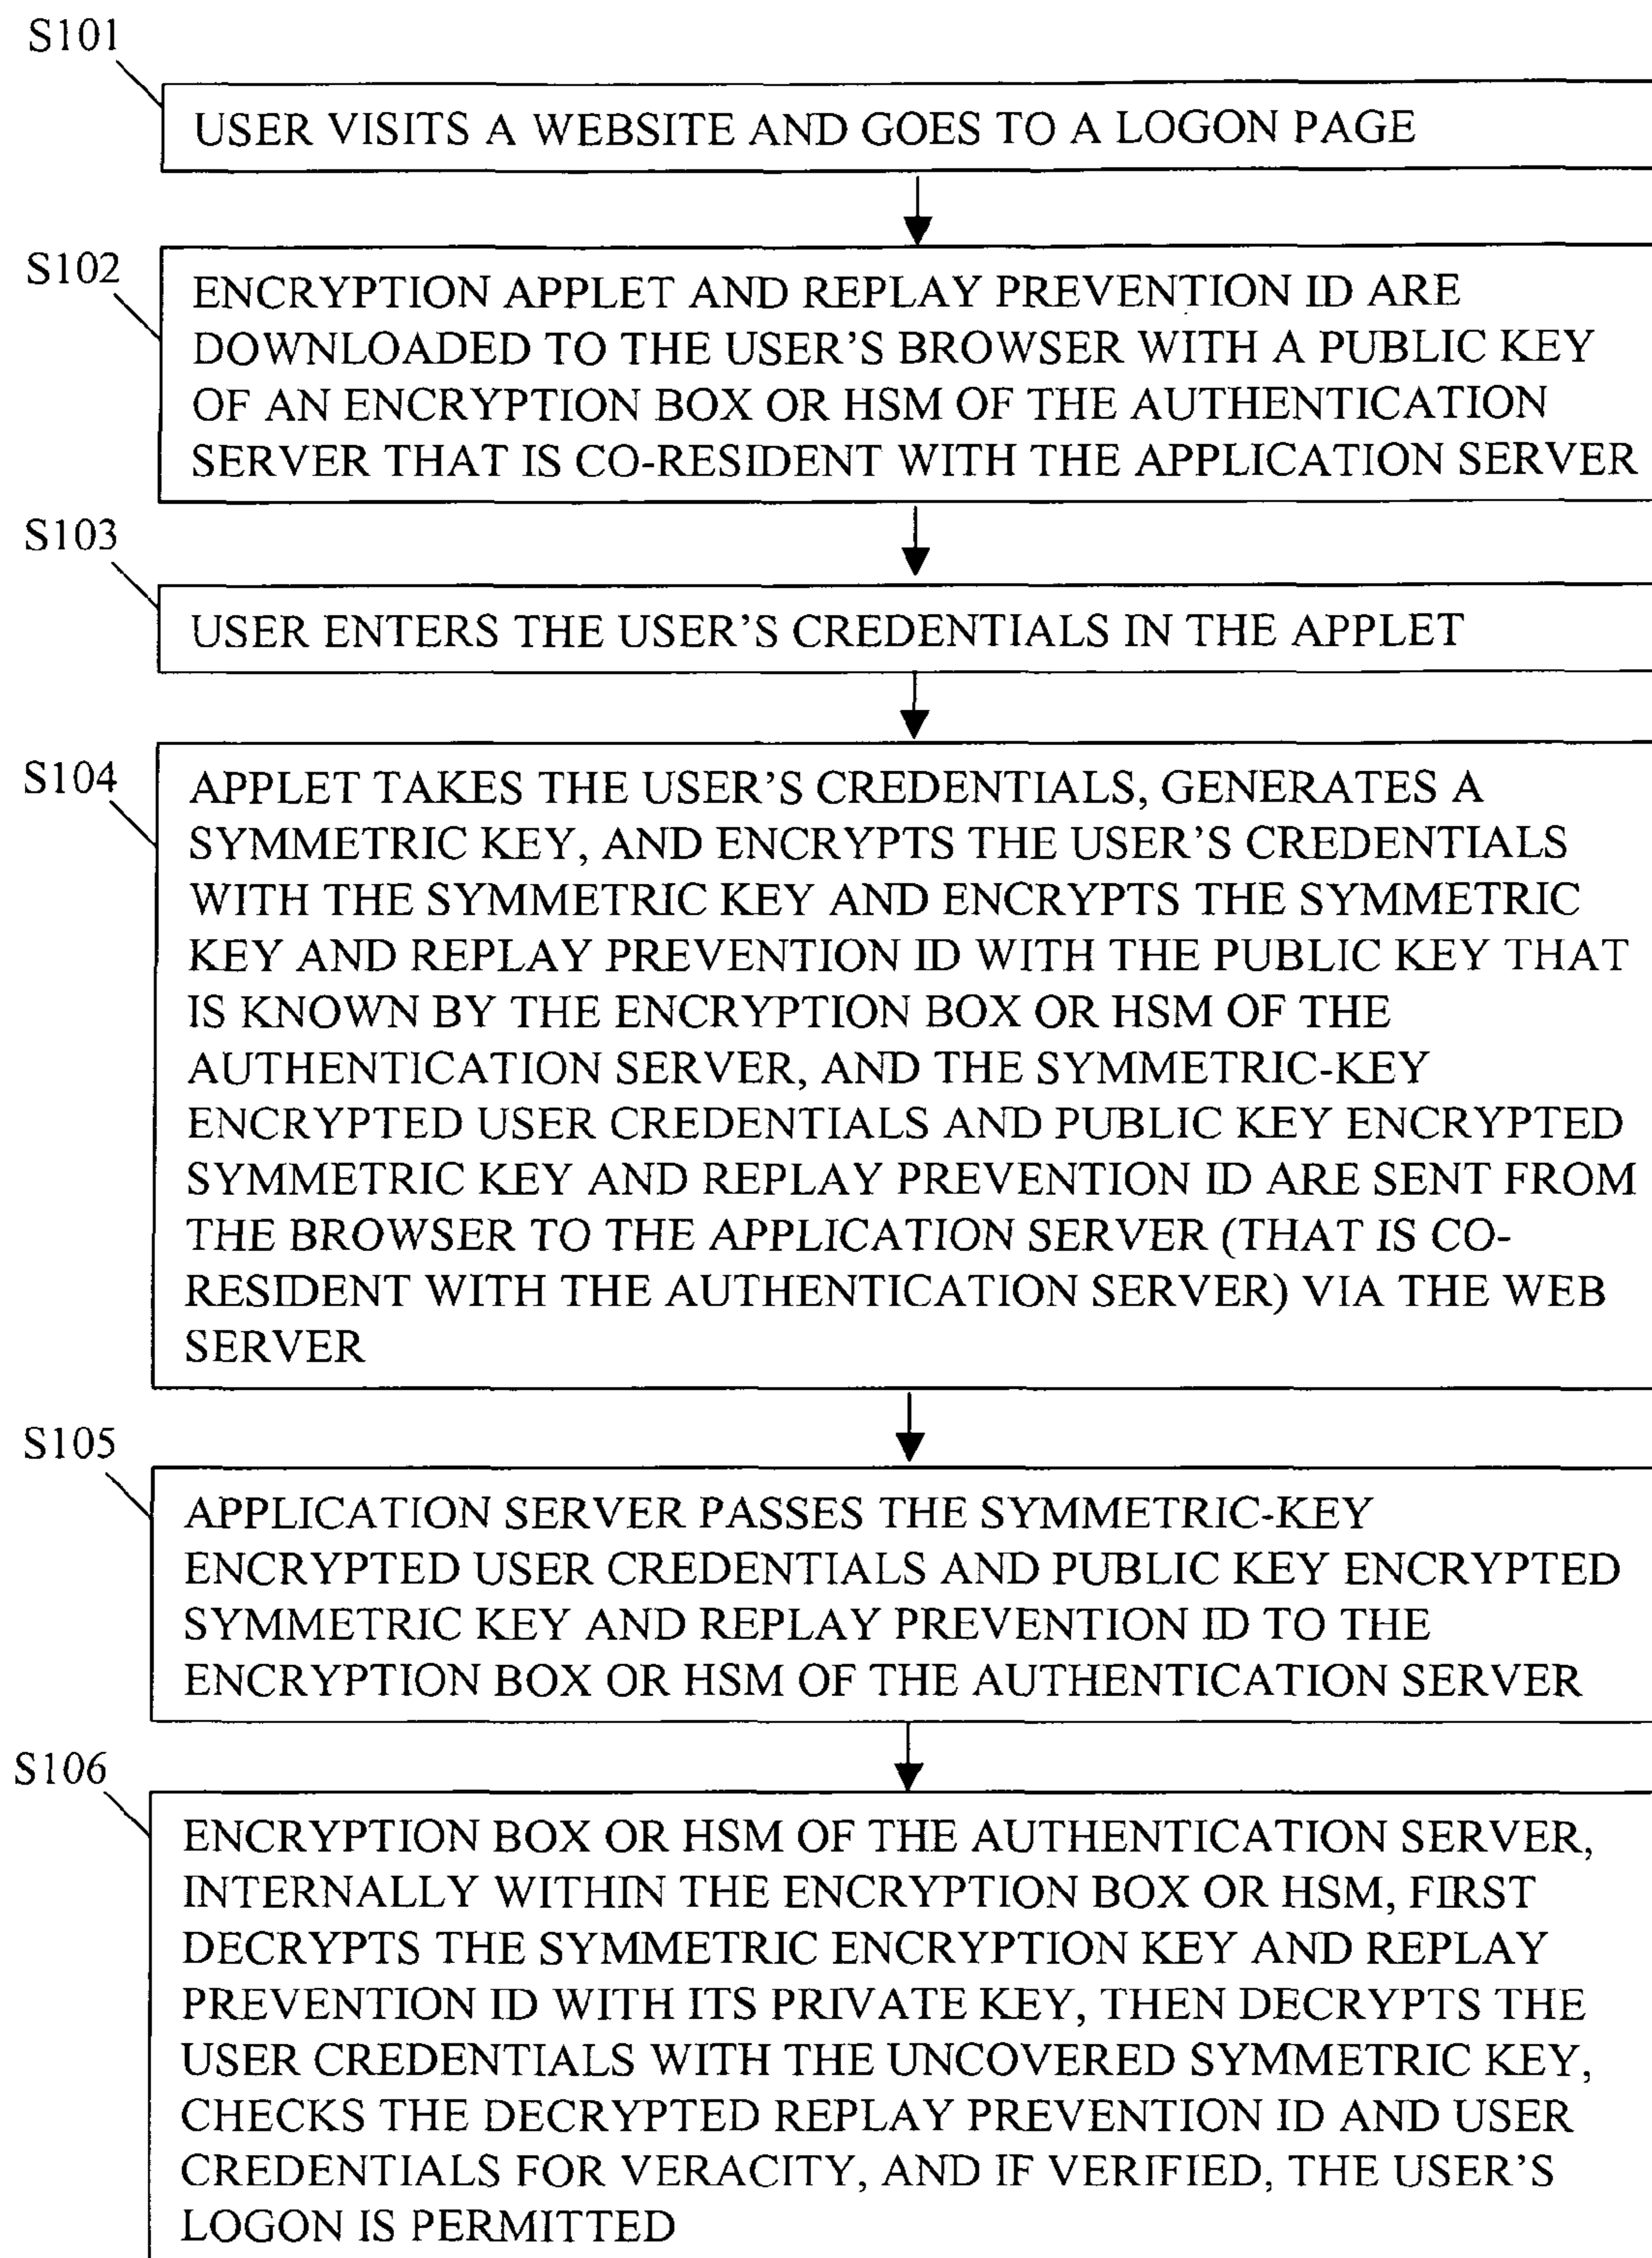 S101
USER VISITS A WEBSITE AND GOES TO A LOGON PAGE
S102
ENCRYPTION APPLET AND REPLAY PREVENTION ID ARE
DOWNLOADED TO THE USER'S BROWSER WITH A PUBLIC KEY
OF AN ENCRYPTION BOX OR HSM OF THE AUTHENTICATION
SERVER THAT IS CO-RESIDENT WITH THE APPLICATION SERVER
S103
USER ENTERS THE USER'S CREDENTIALS IN THE APPLET
S104
APPLET TAKES THE USER'S CREDENTIALS, GENERATES A
SYMMETRIC KEY, AND ENCRYPTS THE USER'S CREDENTIALS
WITH THE SYMMETRIC KEY AND ENCRYPTS THE SYMMETRIC
KEY AND REPLAY PREVENTION ID WITH THE PUBLIC KEY THAT
IS KNOWN BY THE ENCRYPTION BOX OR HSM OF THE
AUTHENTICATION SERVER, AND THE SYMMETRIC-KEY
ENCRYPTED USER CREDENTIALS AND PUBLIC KEY ENCRYPTED
SYMMETRIC KEY AND REPLAY PREVENTION ID ARE SENT FROM
THE BROWSER TO THE APPLICATION SERVER (THAT IS CO-
RESIDENT WITH THE AUTHENTICATION SERVER) VIA THE WEB
SERVER
S105
APPLICATION SERVER PASSES THE SYMMETRIC-KEY
ENCRYPTED USER CREDENTIALS AND PUBLIC KEY ENCRYPTED
SYMMETRIC KEY AND REPLAY PREVENTION ID TO THE
ENCRYPTION BOX OR HSM OF THE AUTHENTICATION SERVER
S106
ENCRYPTION BOX OR HSM OF THE AUTHENTICATION SERVER,
INTERNALLY WITHIN THE ENCRYPTION BOX OR HSM, FIRST
DECRYPTS THE SYMMETRIC ENCRYPTION KEY AND REPLAY
PREVENTION ID WITH ITS PRIVATE KEY, THEN DECRYPTS THE
USER CREDENTIALS WITH THE UNCOVERED SYMMETRIC KEY,
CHECKS THE DECRYPTED REPLAY PREVENTION ID AND USER
CREDENTIALS FOR VERACITY, AND IF VERIFIED, THE USER'S
LOGON IS PERMITTED